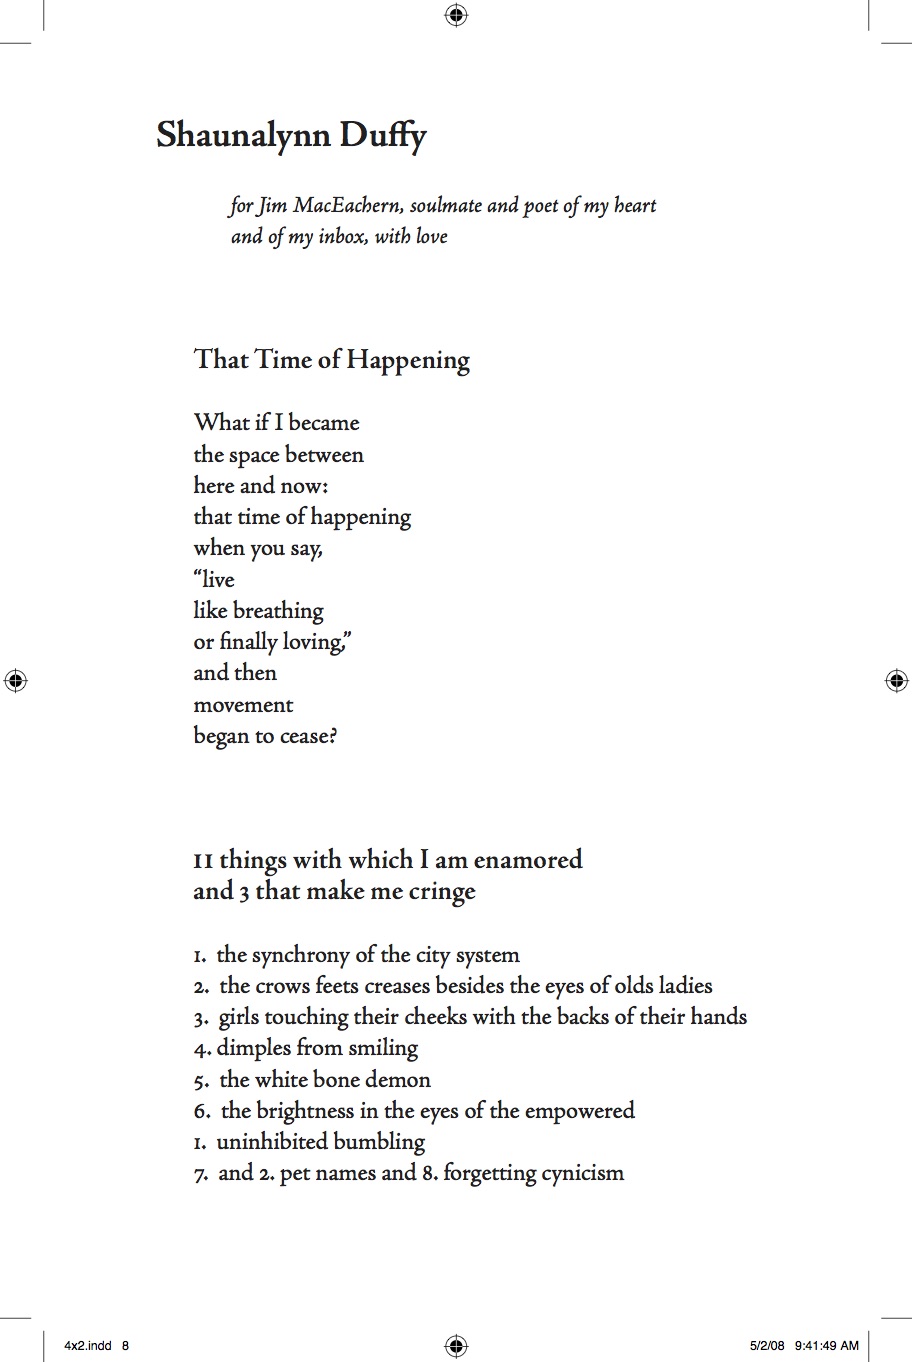 Shaunalynn Duffy
for Jim MacEachern, soulmate and poet of my heart
and of my inbox, with love
That Time of Happening
What if I became
the space between
here and now:
that time of happening
when you say,
“live
like breathing
or finally loving,”
and then
movement
began to cease?
11 things with which I am enamored
and 3 that make me cringe
1. the synchrony of the city system
2. the crows feets creases besides the eyes of olds ladies
3. girls touching their cheeks with the backs of their hands
4. dimples from smiling
5. the white bone demon
6. the brightness in the eyes of the empowered
1. uninhibited bumbling
7. and 2. pet names and 8. forgetting cynicism
4x2.indd 8
5/2/08 9:41:49 AM